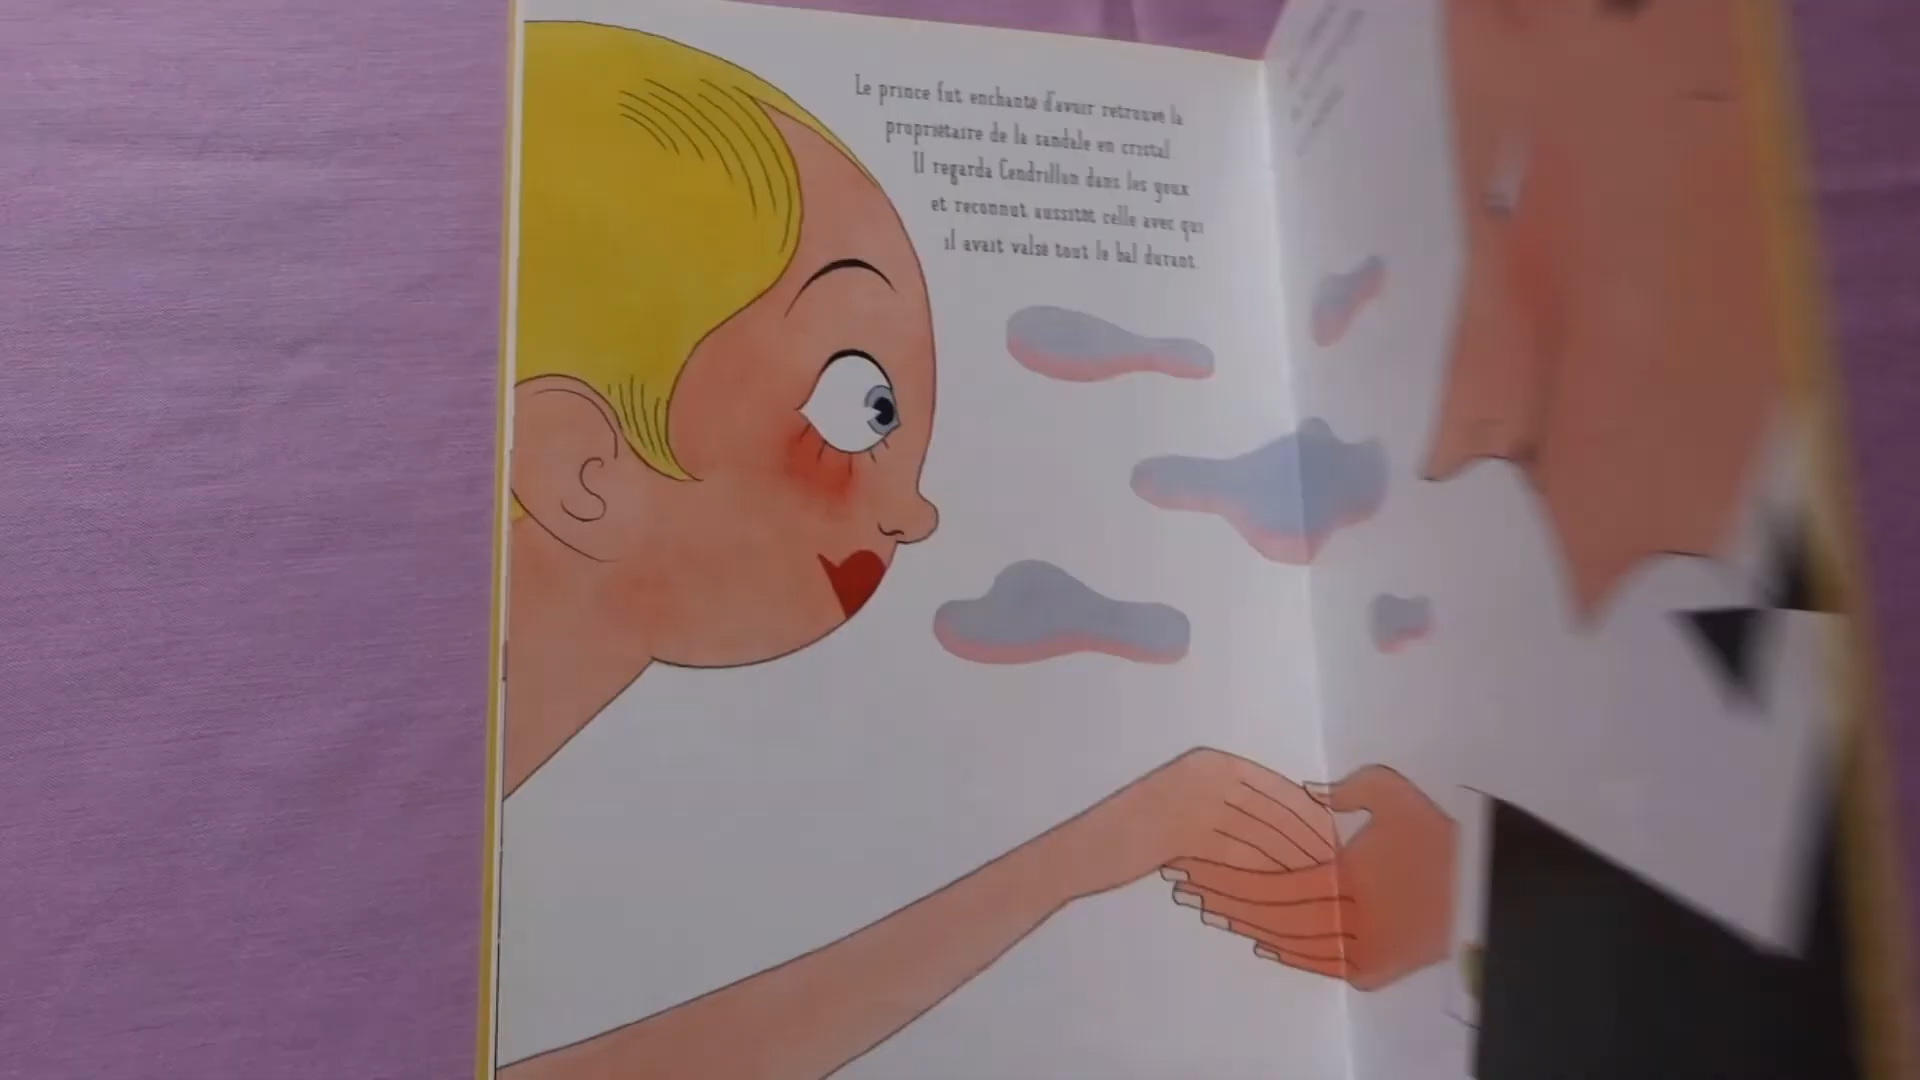 Le prince fut enchanté d'avoir retrouvé la
propriétaire de la sandale en cristal.
Il regarda Cendrillon dans les yeux
et reconnut aussitôt celle avec qui
il avait valsé tout le bal durant.